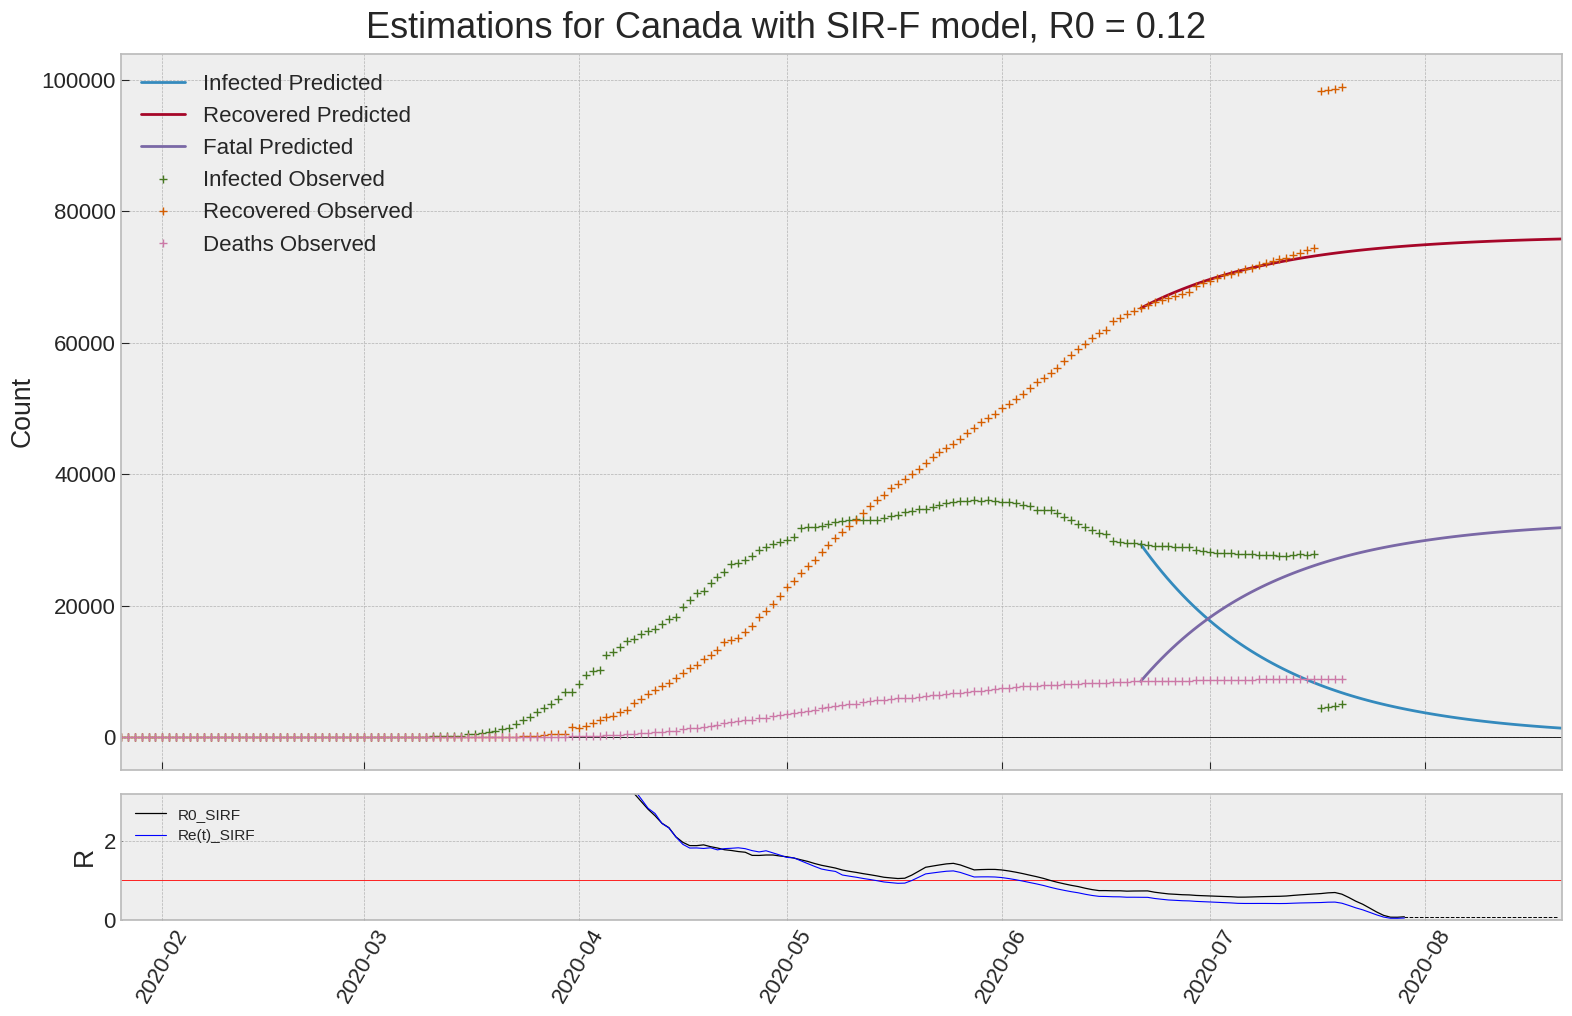 Estimations for Canada with SIR-F model, R0 = 0.12
100000
80000
60000
40000
20000
0
Count
Infected Predicted
Recovered Predicted
Fatal Predicted
Infected Observed
Recovered Observed
Deaths Observed
2
0
R
R0_SIRF
Re(t)_SIRF
2020-02
2020-03
2020-04
2020-05
2020-06
2020-07
2020-08